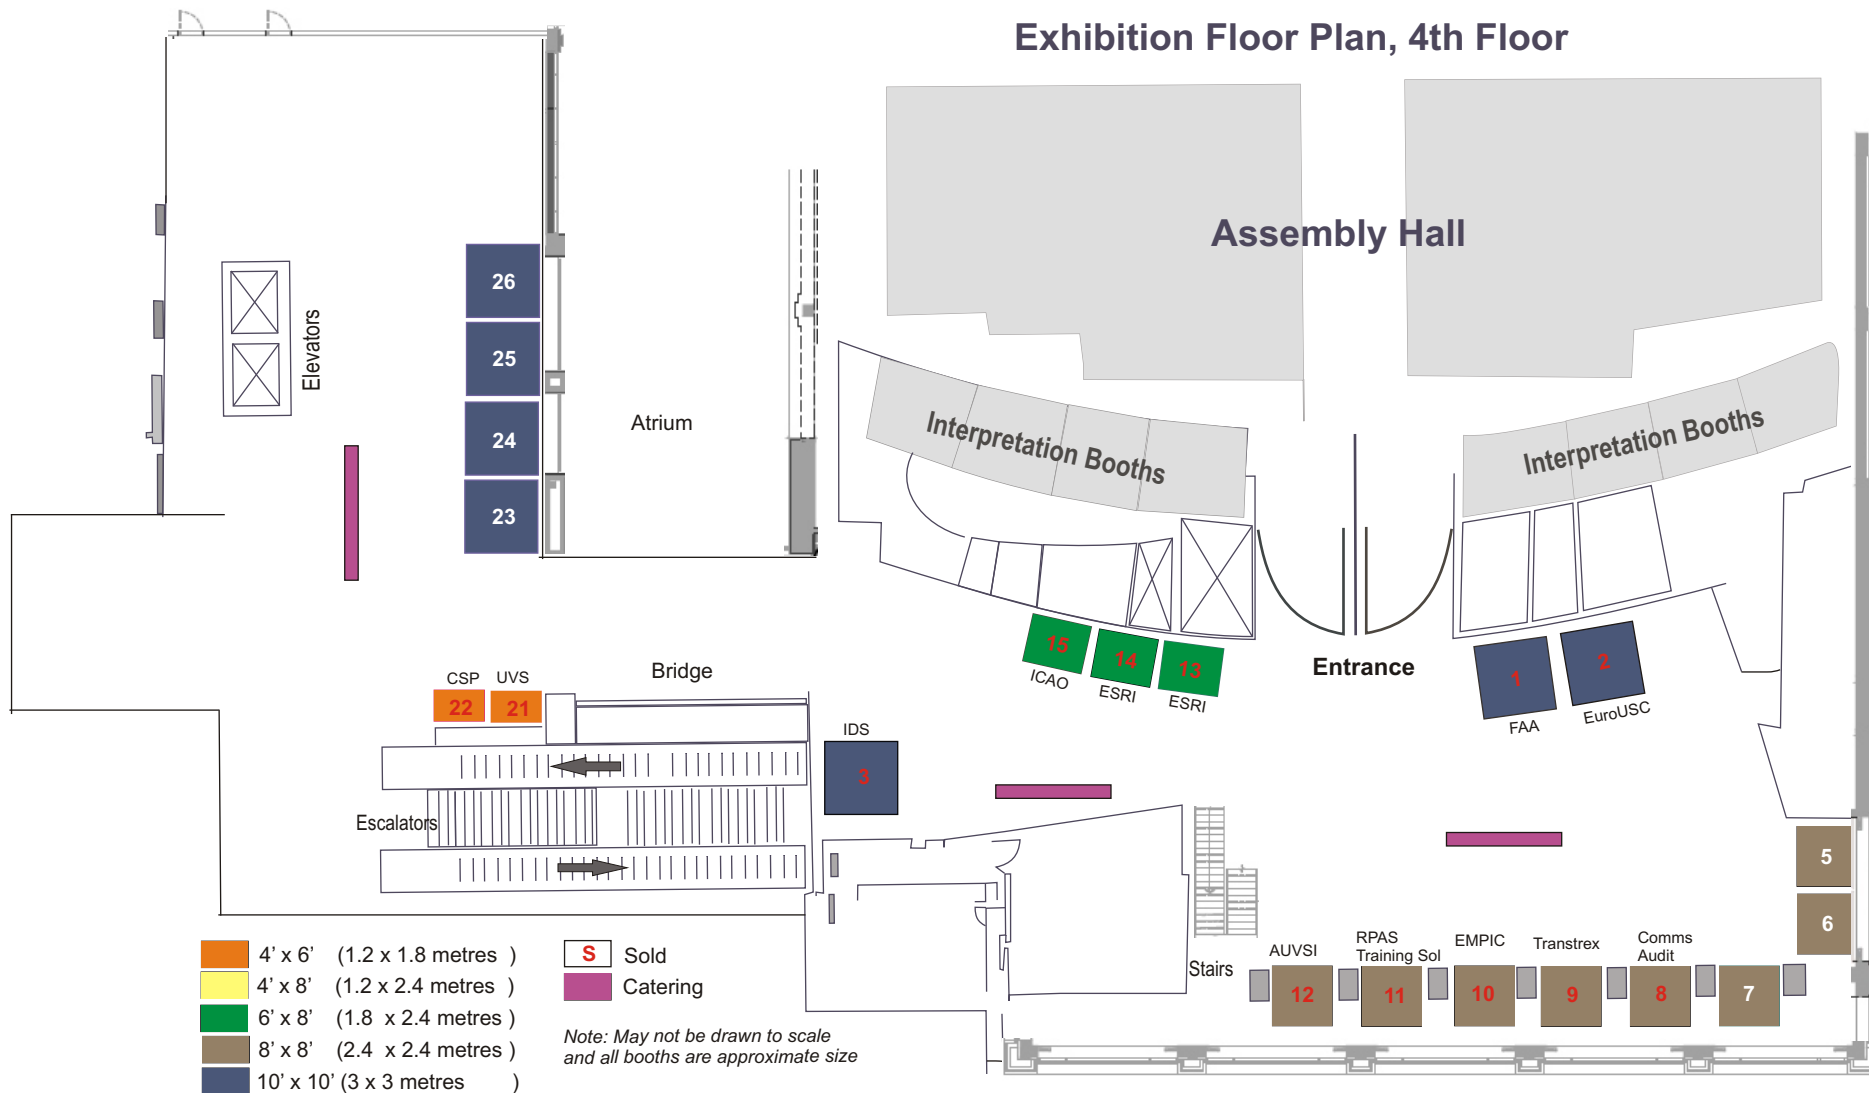 Exhibition Floor Plan, 4th Floor
Assembly Hall
26
25
24
23
Elevators
Atrium
Interpretation Booths
Interpretation Booths
15
14
13
ICAO
ESRI
ESRI
Entrance
1
2
FAA
EuroUSC
CSP
UVS
22
21
Bridge
IDS
3
Escalators
5
6
Stairs
AUVSI
RPAS
Training Sol
EMPIC
Transtrex
Comms
Audit
12
11
10
9
8
7
4’ x 6’ (1.2 x 1.8 metres )
4’ x 8’ (1.2 x 2.4 metres )
6’ x 8’ (1.8 x 2.4 metres )
8’ x 8’ (2.4 x 2.4 metres )
10’ x 10’ (3 x 3 metres )
S Sold
Catering
Note: May not be drawn to scale
and all booths are approximate size